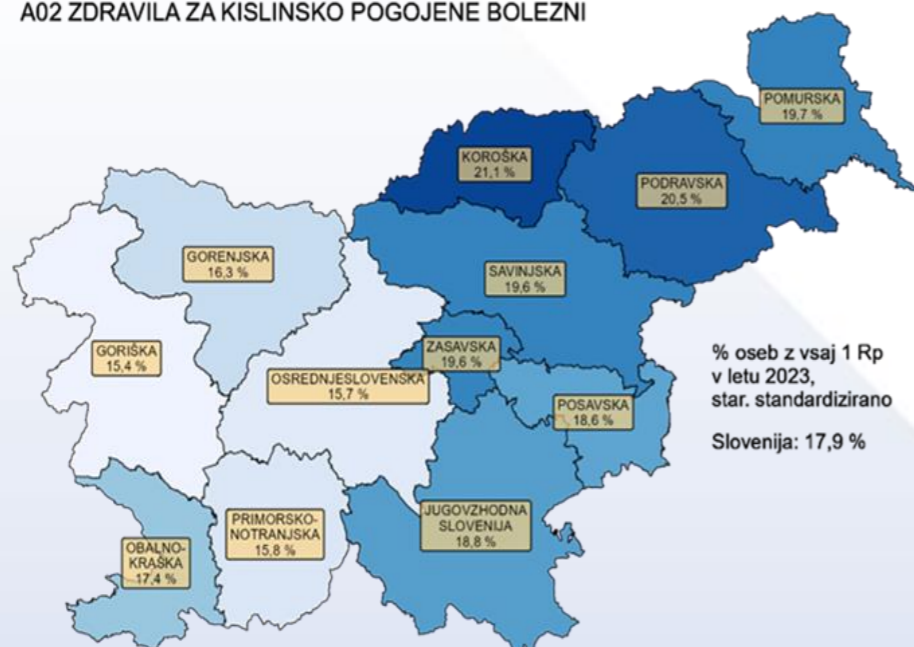 A02 ZDRAVILA ZA KISLINSKO POGOJENE BOLEZNI
POMURSKA
19,7 %
KOROŠKA
21,1 %
PODRAVSKA
20,5 %
GORENJSKA
16,3 %
SAVINJSKA
19,6 %
GORIŠKA
15,4 %
ZASAVSKA
19,6 %
OSREDNJESLOVENSKA
15,7 %
POSAVSKA
18,6 %
% oseb z vsaj 1 Rp
v letu 2023,
star. standardizirano
Slovenija: 17,9 %
JUGOVZHODNA
SLOVENIJA
18,8 %
PRIMORSKO-
NOTRANJSKA
15,8 %
OBALNO-
KRAŠKA
17,4 %